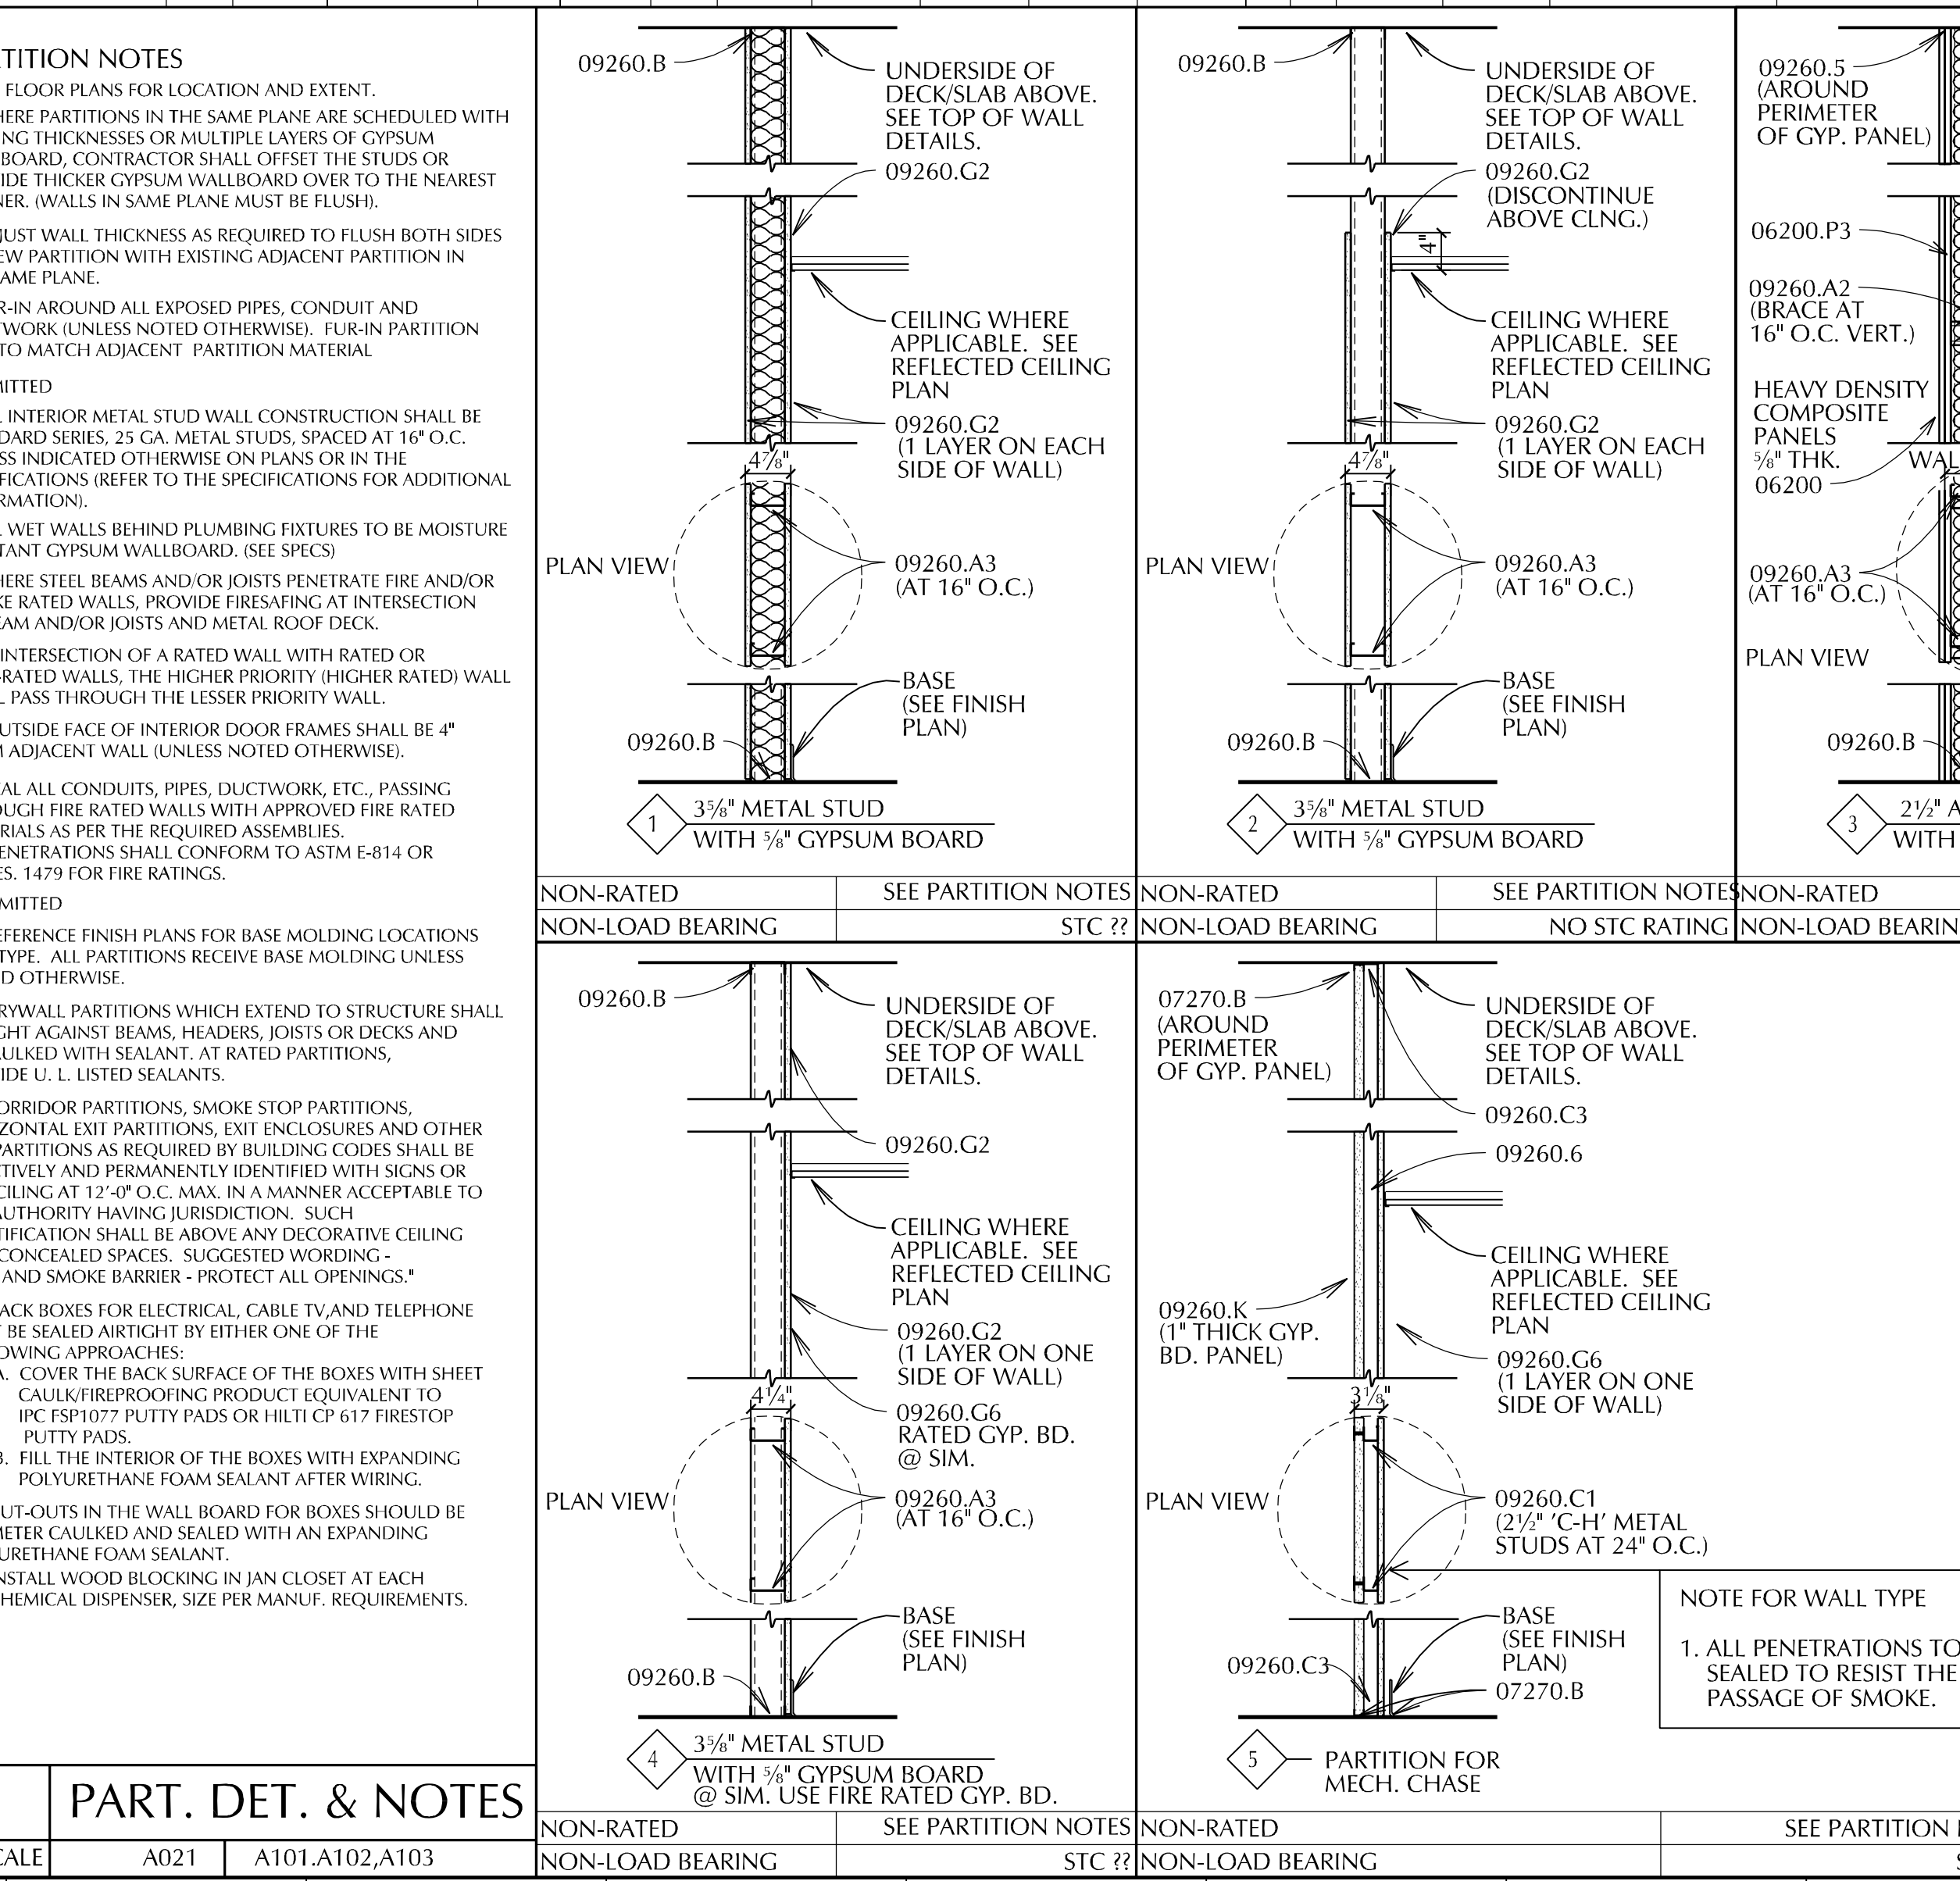 TITION NOTES
FLOOR PLANS FOR LOCATION AND EXTENT.
HERE PARTITIONS IN THE SAME PLANE ARE SCHEDULED WITH
ING THICKNESSES OR MULTIPLE LAYERS OF GYPSUM
BOARD, CONTRACTOR SHALL OFFSET THE STUDS OR
IDE THICKER GYPSUM WALLBOARD OVER TO THE NEAREST
NER. (WALLS IN SAME PLANE MUST BE FLUSH).
JUST WALL THICKNESS AS REQUIRED TO FLUSH BOTH SIDES
EW PARTITION WITH EXISTING ADJACENT PARTITION IN
AME PLANE.
R-IN AROUND ALL EXPOSED PIPES, CONDUIT AND
TWORK (UNLESS NOTED OTHERWISE). FUR-IN PARTITION
TO MATCH ADJACENT PARTITION MATERIAL
MITTED
L INTERIOR METAL STUD WALL CONSTRUCTION SHALL BE
DARD SERIES, 25 GA. METAL STUDS, SPACED AT 16" O.C.
SS INDICATED OTHERWISE ON PLANS OR IN THE
IFICATIONS (REFER TO THE SPECIFICATIONS FOR ADDITIONAL
RMATION).
L WET WALLS BEHIND PLUMBING FIXTURES TO BE MOISTURE
TANT GYPSUM WALLBOARD. (SEE SPECS)
HERE STEEL BEAMS AND/OR JOISTS PENETRATE FIRE AND/OR
KE RATED WALLS, PROVIDE FIRESAFING AT INTERSECTION
EAM AND/OR JOISTS AND METAL ROOF DECK.
INTERSECTION OF A RATED WALL WITH RATED OR
-RATED WALLS, THE HIGHER PRIORITY (HIGHER RATED) WALL
L PASS THROUGH THE LESSER PRIORITY WALL.
UTSIDE FACE OF INTERIOR DOOR FRAMES SHALL BE 4"
M ADJACENT WALL (UNLESS NOTED OTHERWISE).
EAL ALL CONDUITS, PIPES, DUCTWORK, ETC., PASSING
OUGH FIRE RATED WALLS WITH APPROVED FIRE RATED
RIALS AS PER THE REQUIRED ASSEMBLIES.
ENETRATIONS SHALL CONFORM TO ASTM E-814 OR
ES. 1479 FOR FIRE RATINGS.
MITTED
EFERENCE FINISH PLANS FOR BASE MOLDING LOCATIONS
TYPE. ALL PARTITIONS RECEIVE BASE MOLDING UNLESS
D OTHERWISE.
RYWALL PARTITIONS WHICH EXTEND TO STRUCTURE SHALL
GHT AGAINST BEAMS, HEADERS, JOISTS OR DECKS AND
AULKED WITH SEALANT. AT RATED PARTITIONS,
IDE U. L. LISTED SEALANTS.
ORRIDOR PARTITIONS, SMOKE STOP PARTITIONS,
ZONTAL EXIT PARTITIONS, EXIT ENCLOSURES AND OTHER
PARTITIONS AS REQUIRED BY BUILDING CODES SHALL BE
CTIVELY AND PERMANENTLY IDENTIFIED WITH SIGNS OR
CILING AT 12'-0" O.C. MAX. IN A MANNER ACCEPTABLE TO
AUTHORITY HAVING JURISDICTION. SUCH
TIFICATION SHALL BE ABOVE ANY DECORATIVE CEILING
CONCEALED SPACES. SUGGESTED WORDING -
AND SMOKE BARRIER - PROTECT ALL OPENINGS."
ACK BOXES FOR ELECTRICAL, CABLE TV,AND TELEPHONE
T BE SEALED AIRTIGHT BY EITHER ONE OF THE
OWING APPROACHES:
A. COVER THE BACK SURFACE OF THE BOXES WITH SHEET
CAULK/FIREPROOFING PRODUCT EQUIVALENT TO
IPC FSP1077 PUTTY PADS OR HILTI CP 617 FIRESTOP
PUTTY PADS.
B. FILL THE INTERIOR OF THE BOXES WITH EXPANDING
POLYURETHANE FOAM SEALANT AFTER WIRING.
UT-OUTS IN THE WALL BOARD FOR BOXES SHOULD BE
METER CAULKED AND SEALED WITH AN EXPANDING
URETHANE FOAM SEALANT.
NSTALL WOOD BLOCKING IN JAN CLOSET AT EACH
HEMICAL DISPENSER, SIZE PER MANUF. REQUIREMENTS.
PART. DET. & NOTES
CALE
A021
A101.A102,A103
09260.B
UNDERSIDE OF
DECK/SLAB ABOVE.
SEE TOP OF WALL
DETAILS.
09260.G2
CEILING WHERE
APPLICABLE. SEE
REFLECTED CEILING
PLAN
09260.G2
(1 LAYER ON EACH
SIDE OF WALL)
4⅞"
PLAN VIEW
09260.A3
(AT 16" O.C.)
BASE
(SEE FINISH
PLAN)
09260.B
1
3⅝" METAL STUD
WITH ⅝" GYPSUM BOARD
NON-RATED
SEE PARTITION NOTES
NON-LOAD BEARING
STC ??
09260.B
UNDERSIDE OF
DECK/SLAB ABOVE.
SEE TOP OF WALL
DETAILS.
09260.G2
(DISCONTINUE
ABOVE CLNG.)
4"
CEILING WHERE
APPLICABLE. SEE
REFLECTED CEILING
PLAN
09260.G2
(1 LAYER ON EACH
SIDE OF WALL)
4⅞"
PLAN VIEW
09260.A3
(AT 16" O.C.)
BASE
(SEE FINISH
PLAN)
09260.B
2
3⅝" METAL STUD
WITH ⅝" GYPSUM BOARD
NON-RATED
SEE PARTITION NOTES
NON-LOAD BEARING
NO STC RATING
09260.5
(AROUND
PERIMETER
OF GYP. PANEL)
06200.P3
09260.A2
(BRACE AT
16" O.C. VERT.)
HEAVY DENSITY
COMPOSITE
PANELS
⅝" THK.
06200
WAL
09260.A3
(AT 16" O.C.)
PLAN VIEW
09260.B
3
2½" A
WITH
NON-RATED
NON-LOAD BEARIN
09260.B
UNDERSIDE OF
DECK/SLAB ABOVE.
SEE TOP OF WALL
DETAILS.
09260.G2
CEILING WHERE
APPLICABLE. SEE
REFLECTED CEILING
PLAN
09260.G2
(1 LAYER ON ONE
SIDE OF WALL)
4¼"
09260.G6
RATED GYP. BD.
@ SIM.
PLAN VIEW
09260.A3
(AT 16" O.C.)
BASE
(SEE FINISH
PLAN)
09260.B
4
3⅝" METAL STUD
WITH ⅝" GYPSUM BOARD
@ SIM. USE FIRE RATED GYP. BD.
NON-RATED
SEE PARTITION NOTES
NON-LOAD BEARING
STC ??
07270.B
(AROUND
PERIMETER
OF GYP. PANEL)
UNDERSIDE OF
DECK/SLAB ABOVE.
SEE TOP OF WALL
DETAILS.
09260.C3
09260.6
CEILING WHERE
APPLICABLE. SEE
REFLECTED CEILING
PLAN
09260.K
(1" THICK GYP.
BD. PANEL)
09260.G6
(1 LAYER ON ONE
SIDE OF WALL)
3⅛"
PLAN VIEW
09260.C1
(2½" 'C-H' METAL
STUDS AT 24" O.C.)
BASE
(SEE FINISH
PLAN)
09260.C3
07270.B
5
PARTITION FOR
MECH. CHASE
NOTE FOR WALL TYPE
1. ALL PENETRATIONS TO
SEALED TO RESIST THE
PASSAGE OF SMOKE.
NON-RATED
SEE PARTITION
NON-LOAD BEARING